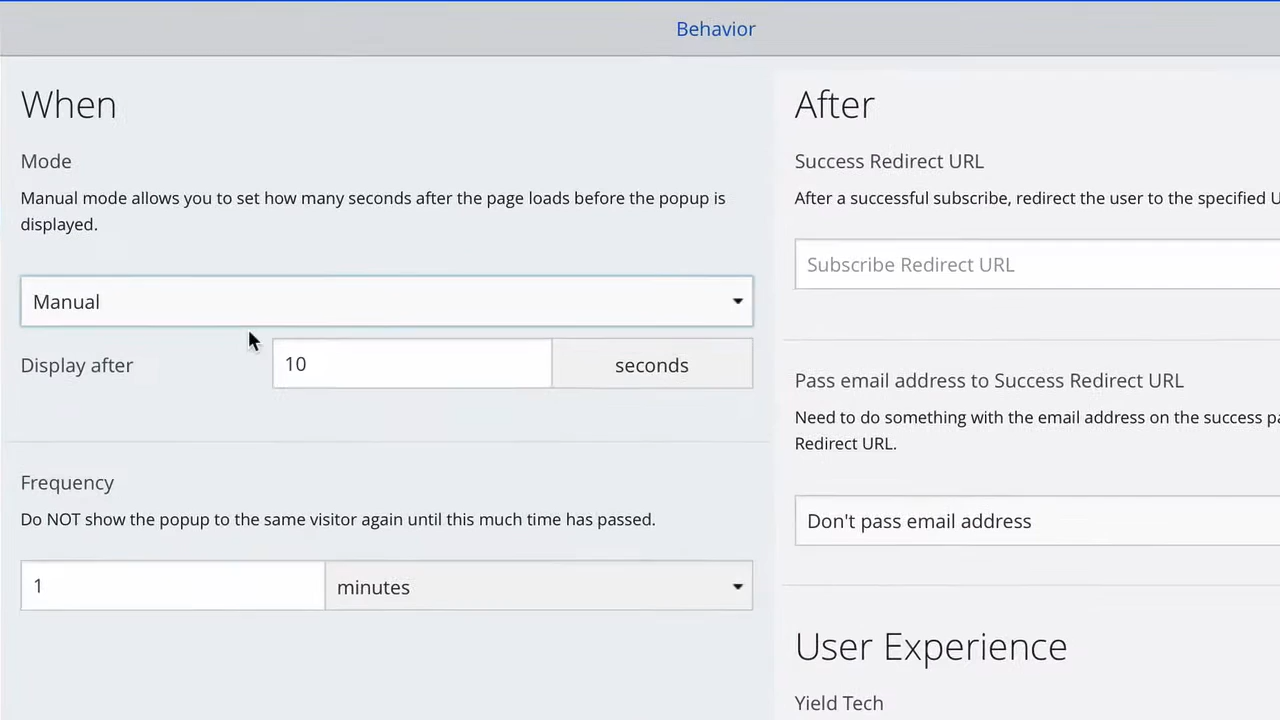 Behavior
When
Mode
Manual mode allows you to set how many seconds after the page loads before the popup is
displayed.
Manual
Display after
10
seconds
Frequency
Do NOT show the popup to the same visitor again until this much time has passed.
1
minutes
After
Success Redirect URL
After a successful subscribe, redirect the user to the specified
Subscribe Redirect URL
Pass email address to Success Redirect URL
Need to do something with the email address on the success
Redirect URL.
Don't pass email address
User Experience
Yield Tech